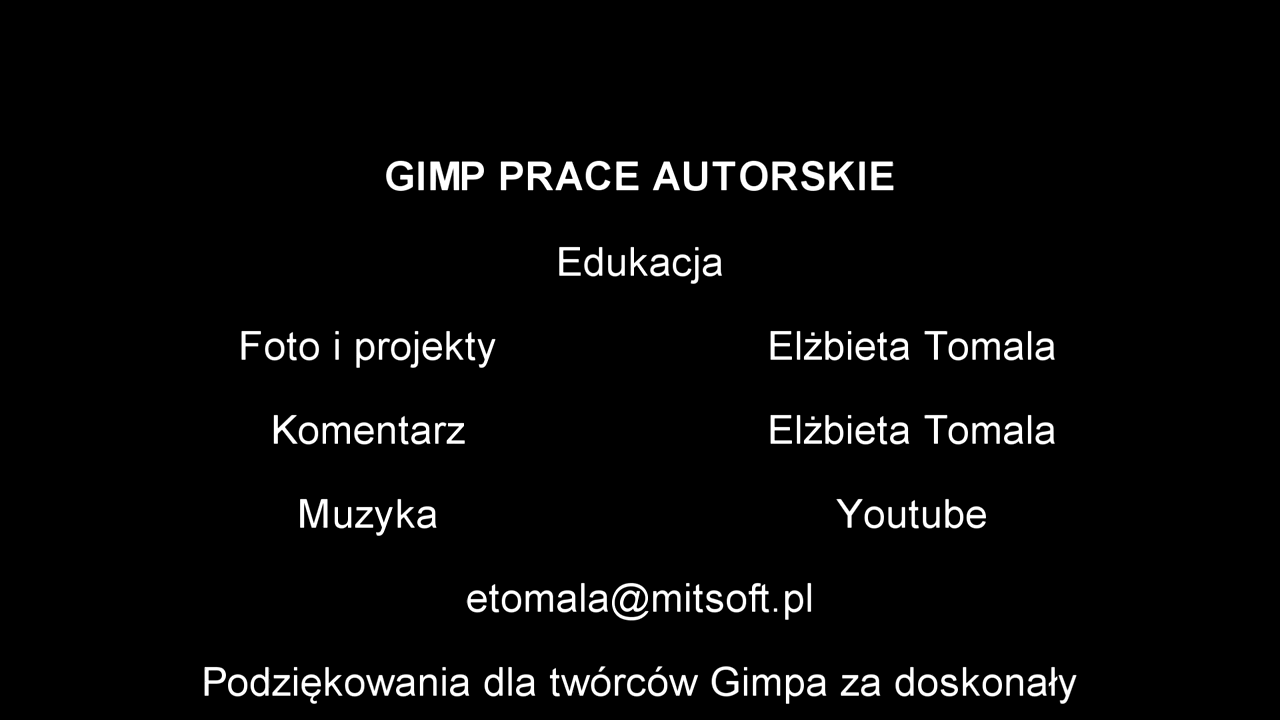 GIMP PRACE AUTORSKIE
Edukacja
Foto i projekty Elżbieta Tomala
Komentarz Elżbieta Tomala
Muzyka Youtube
etomala@mitsoft.pl
Podziękowania dla twórców Gimpa za doskonały